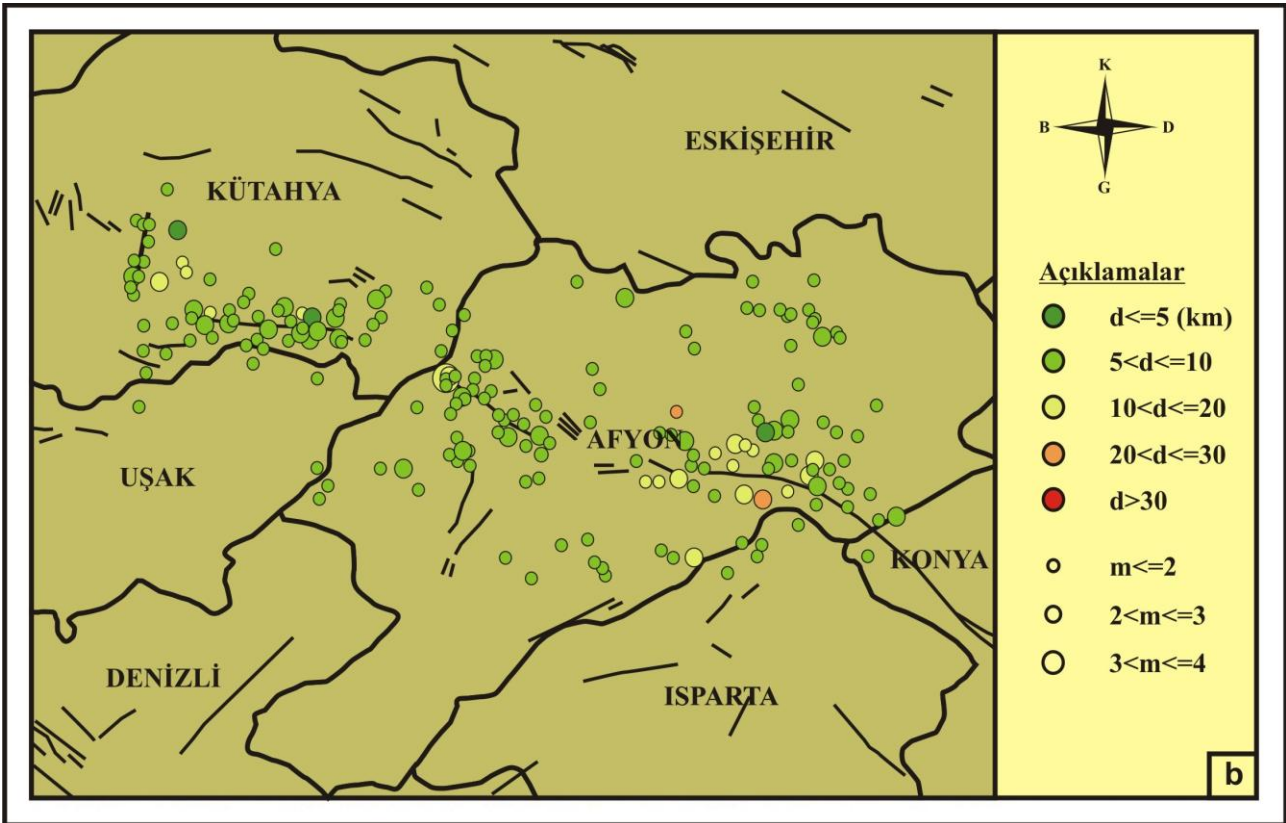 ESKİŞEHİR
KÜTAHYA
AFYON
UŞAK
KONYA
DENİZLİ
ISPARTA
K
B
D
G
Açıklamalar
d<=5 (km)
5<d<=10
10<d<=20
20<d<=30
d>30
m<=2
2<m<=3
3<m<=4
b